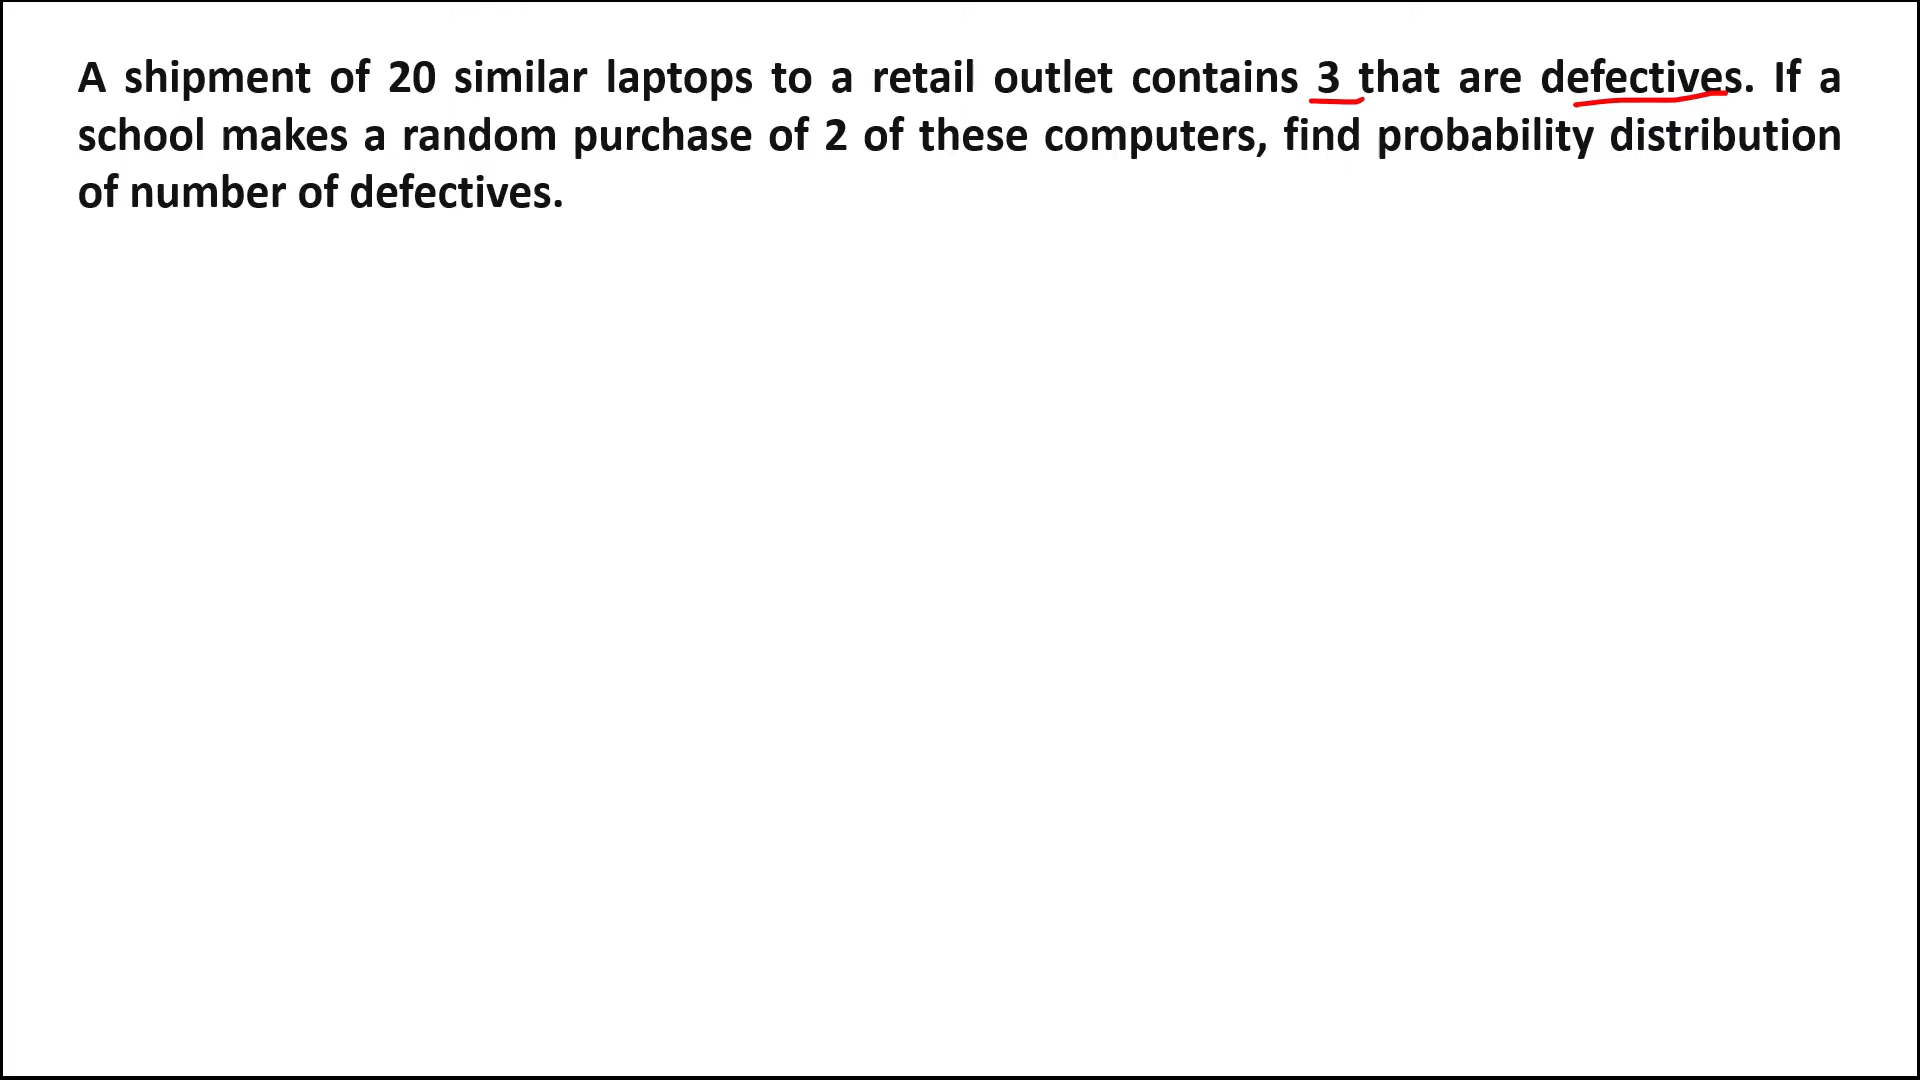 A shipment of 20 similar laptops to a retail outlet contains 3 that are defectives. If a
school makes a random purchase of 2 of these computers, find probability distribution
of number of defectives.